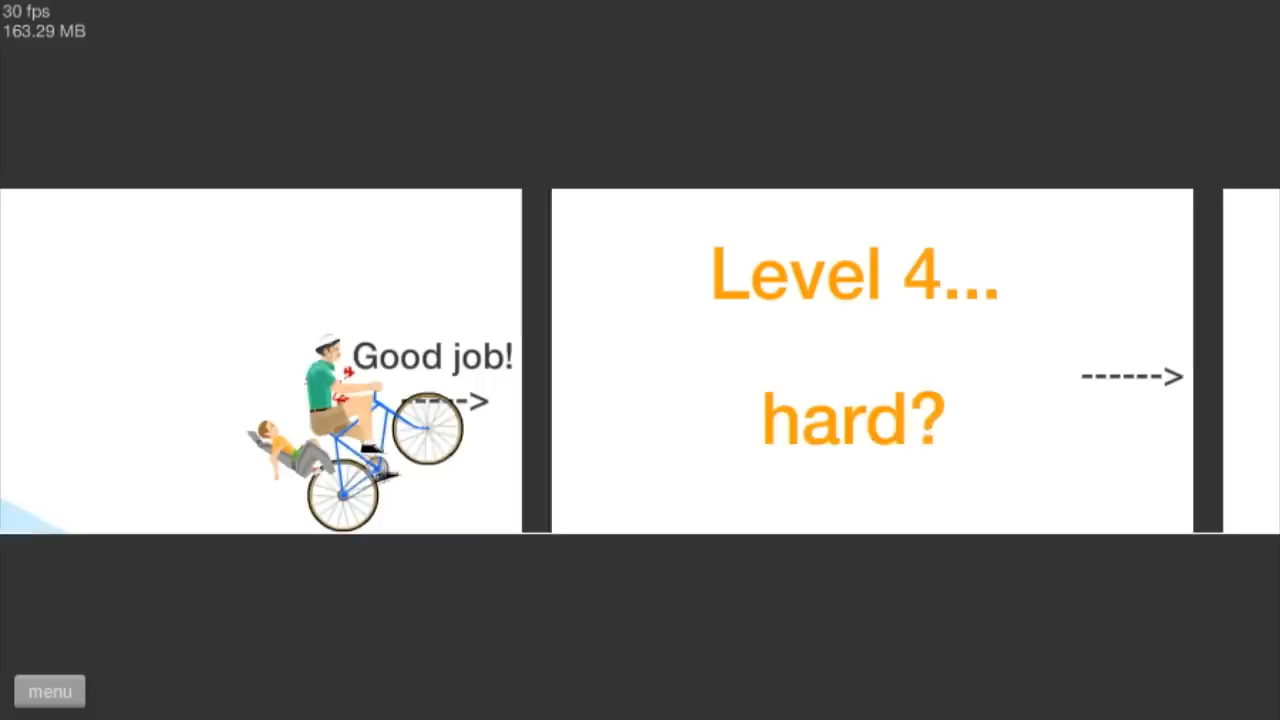 30 fps
163.29 MB
Good job!
----->
Level 4...
hard?
------>
menu